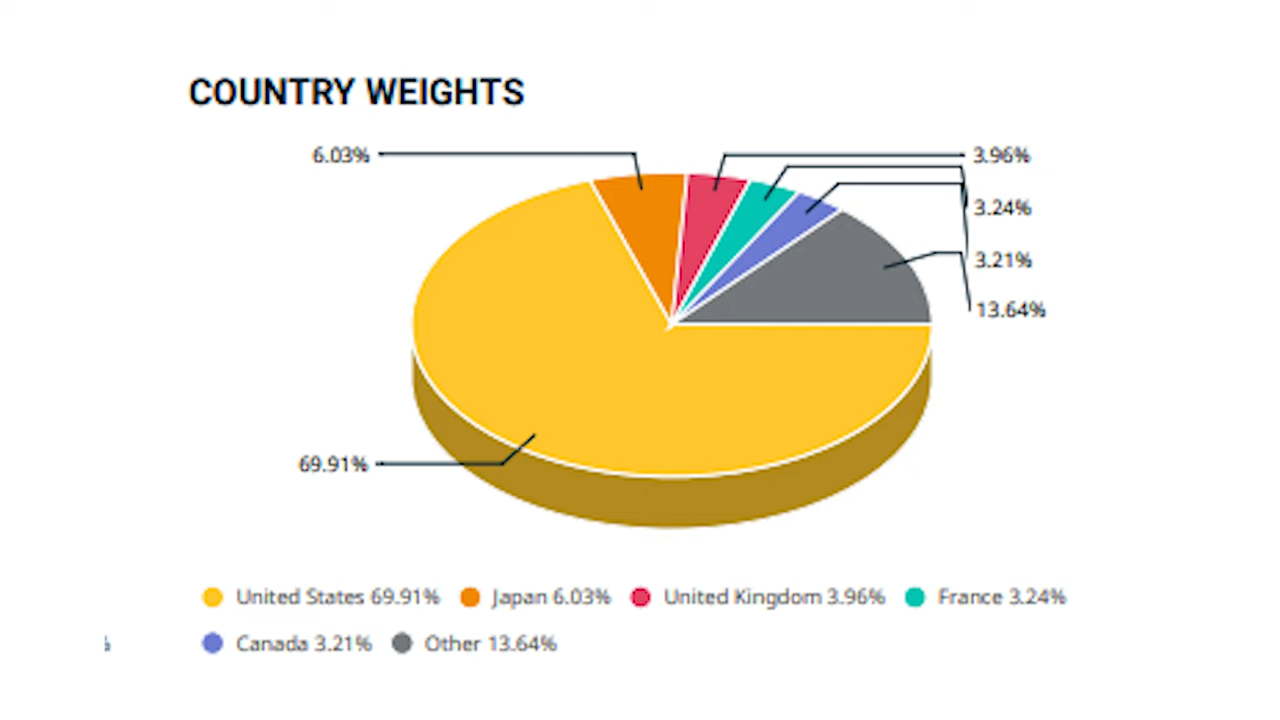 COUNTRY WEIGHTS
6.03%
3.96%
3.24%
3.21%
13.64%
69.91%
United States 69.91% Japan 6.03% United Kingdom 3.96% France 3.24%
Canada 3.21% Other 13.64%